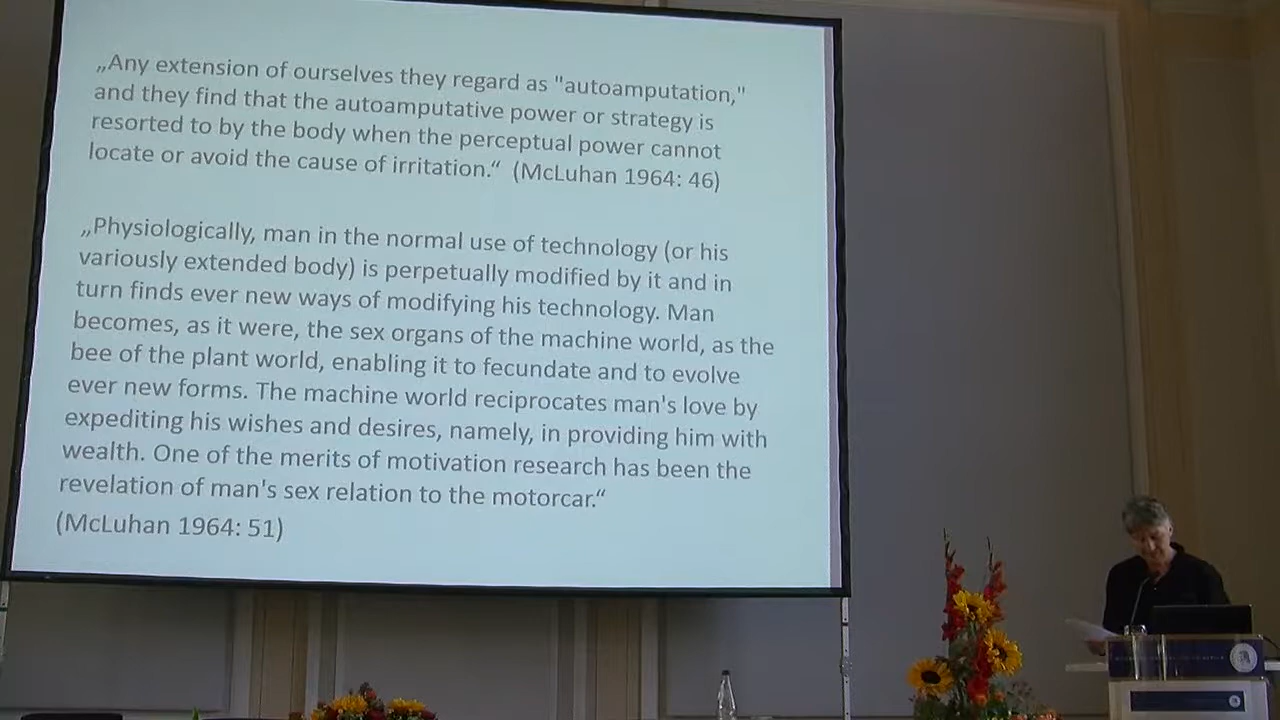 „Any extension of ourselves they regard as "autoamputation,"
and they find that the autoamputative power or strategy is
resorted to by the body when the perceptual power cannot
locate or avoid the cause of irritation.“ (McLuhan 1964: 46)
„Physiologically, man in the normal use of technology (or his
variously extended body) is perpetually modified by it and in
turn finds ever new ways of modifying his technology. Man
becomes, as it were, the sex organs of the machine world, as the
bee of the plant world, enabling it to fecundate and to evolve
ever new forms. The machine world reciprocates man's love by
expediting his wishes and desires, namely, in providing him with
wealth. One of the merits of motivation research has been the
revelation of man's sex relation to the motorcar.“
(McLuhan 1964: 51)